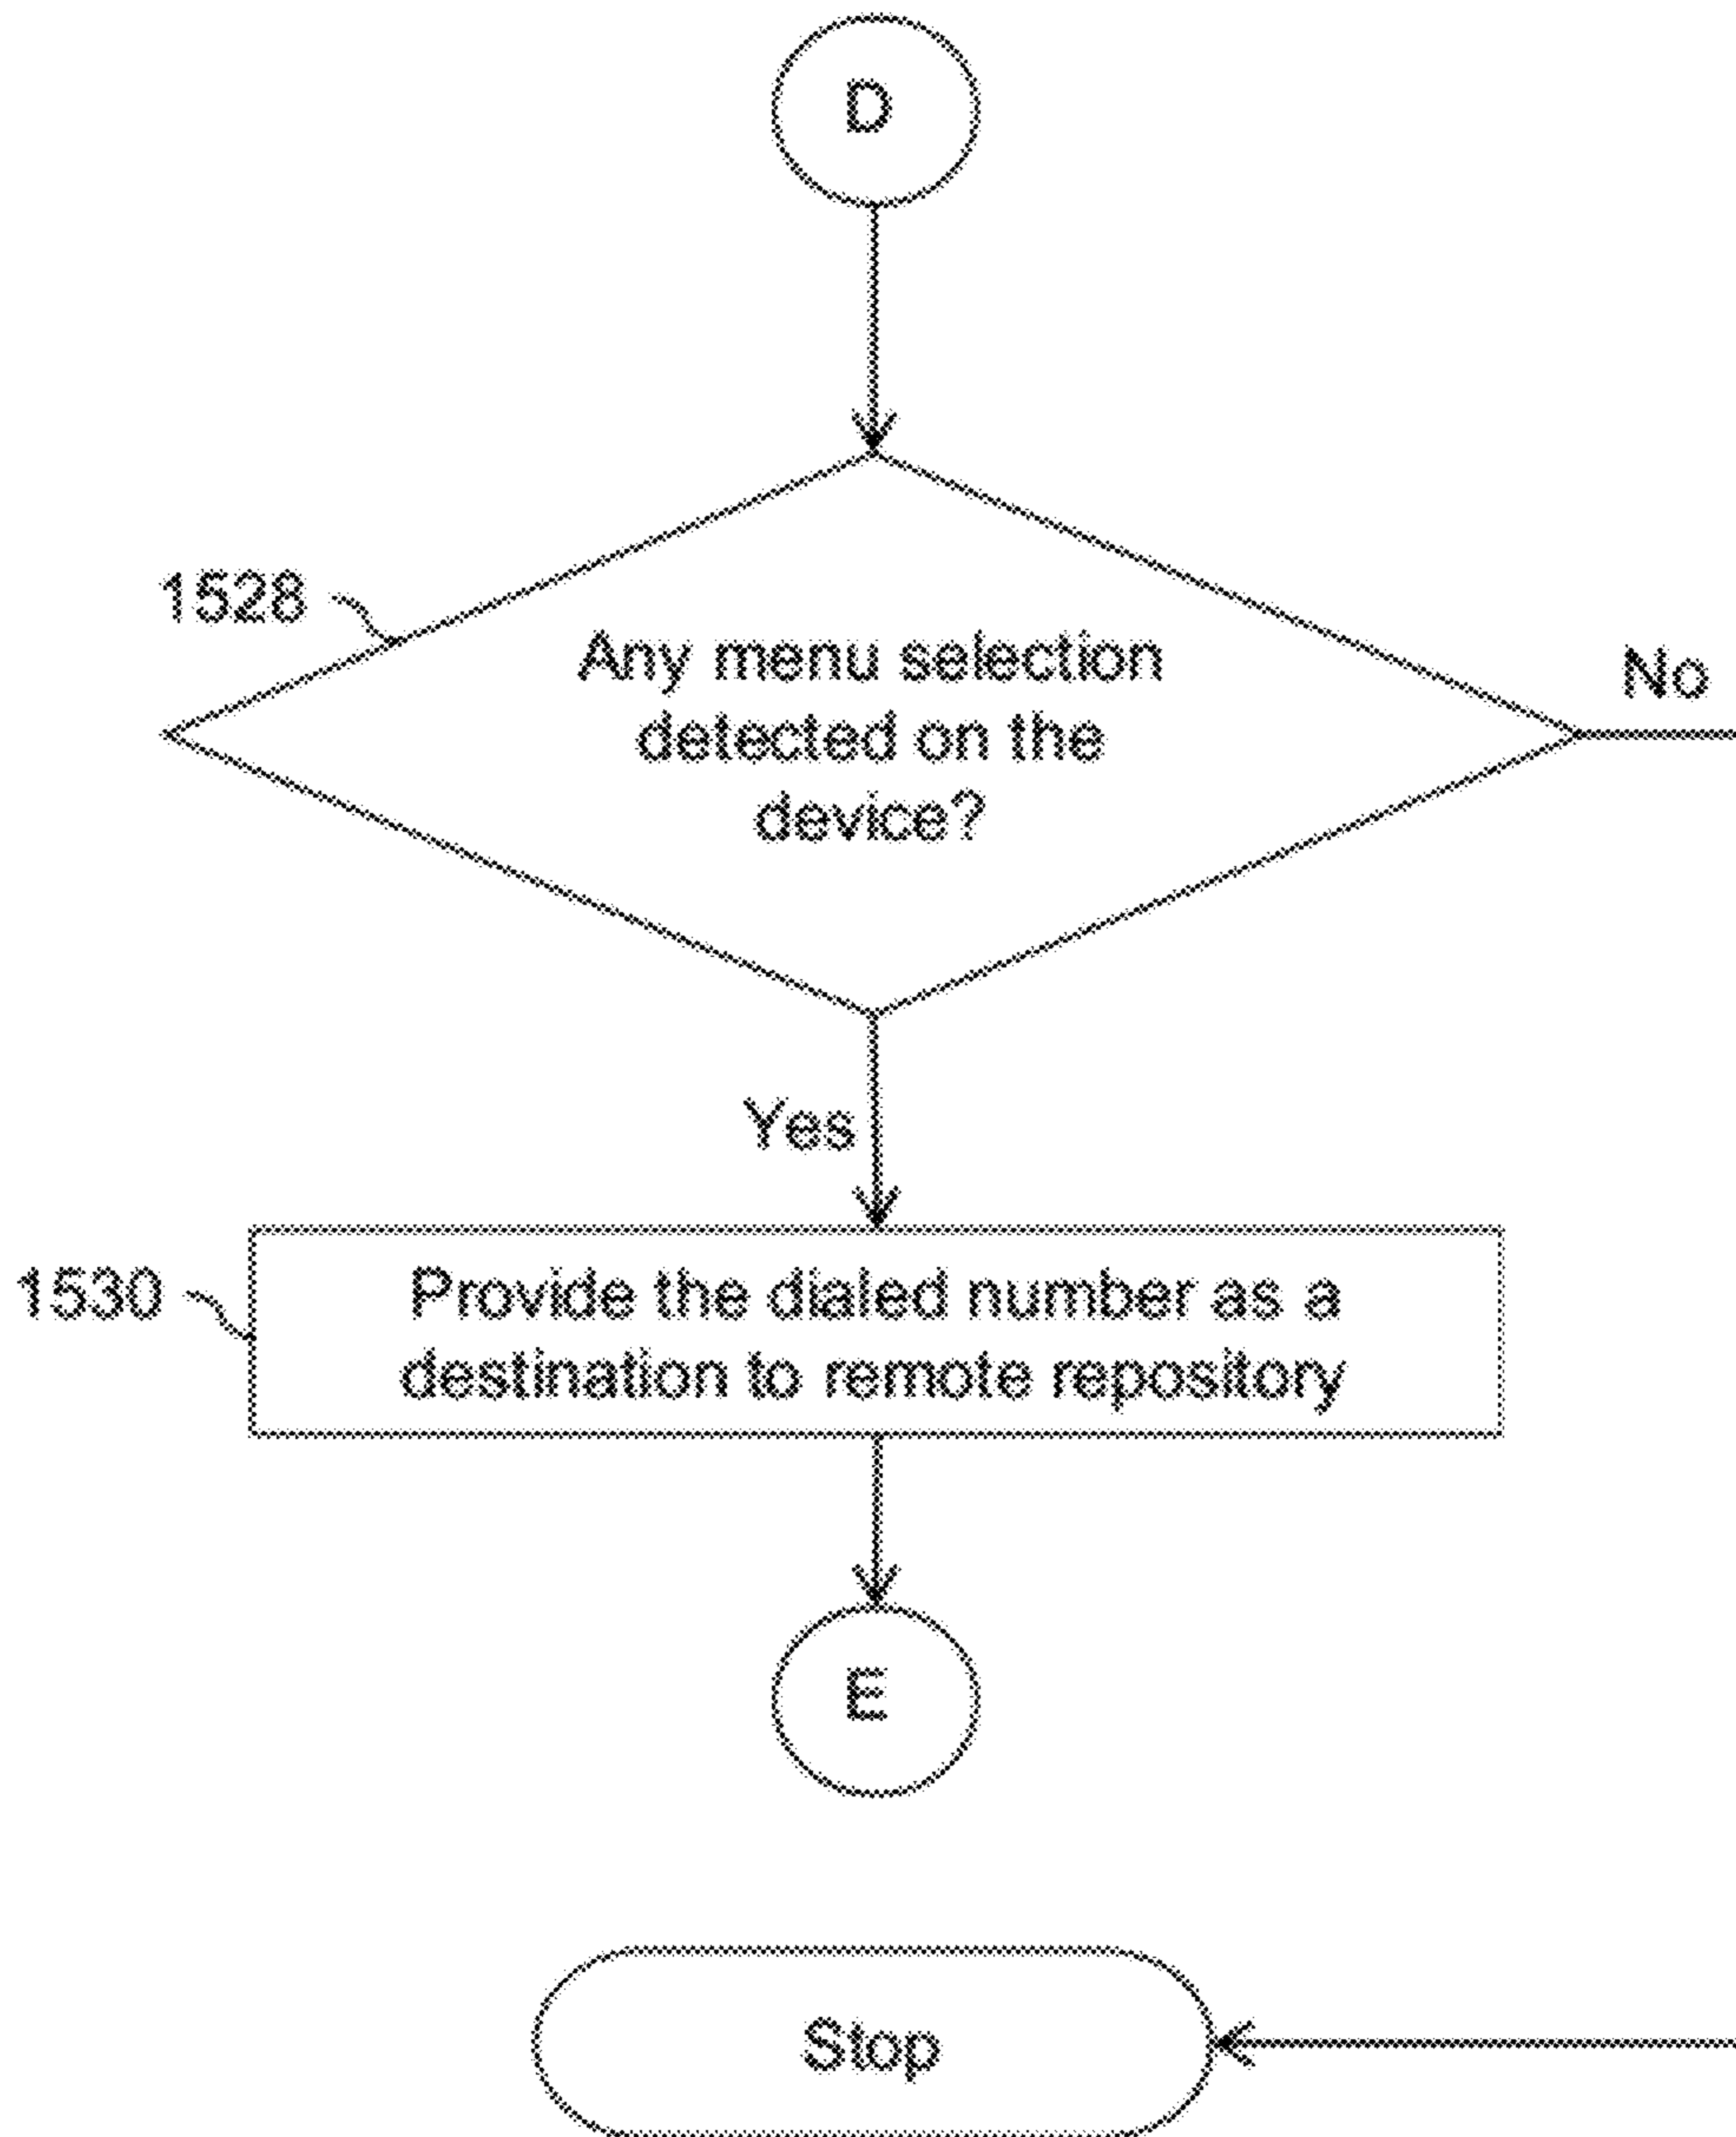 D
1528
Any menu selection
detected on the
device?
No
Yes
1530
Provide the dialed number as a
destination to remote repository
E
Stop